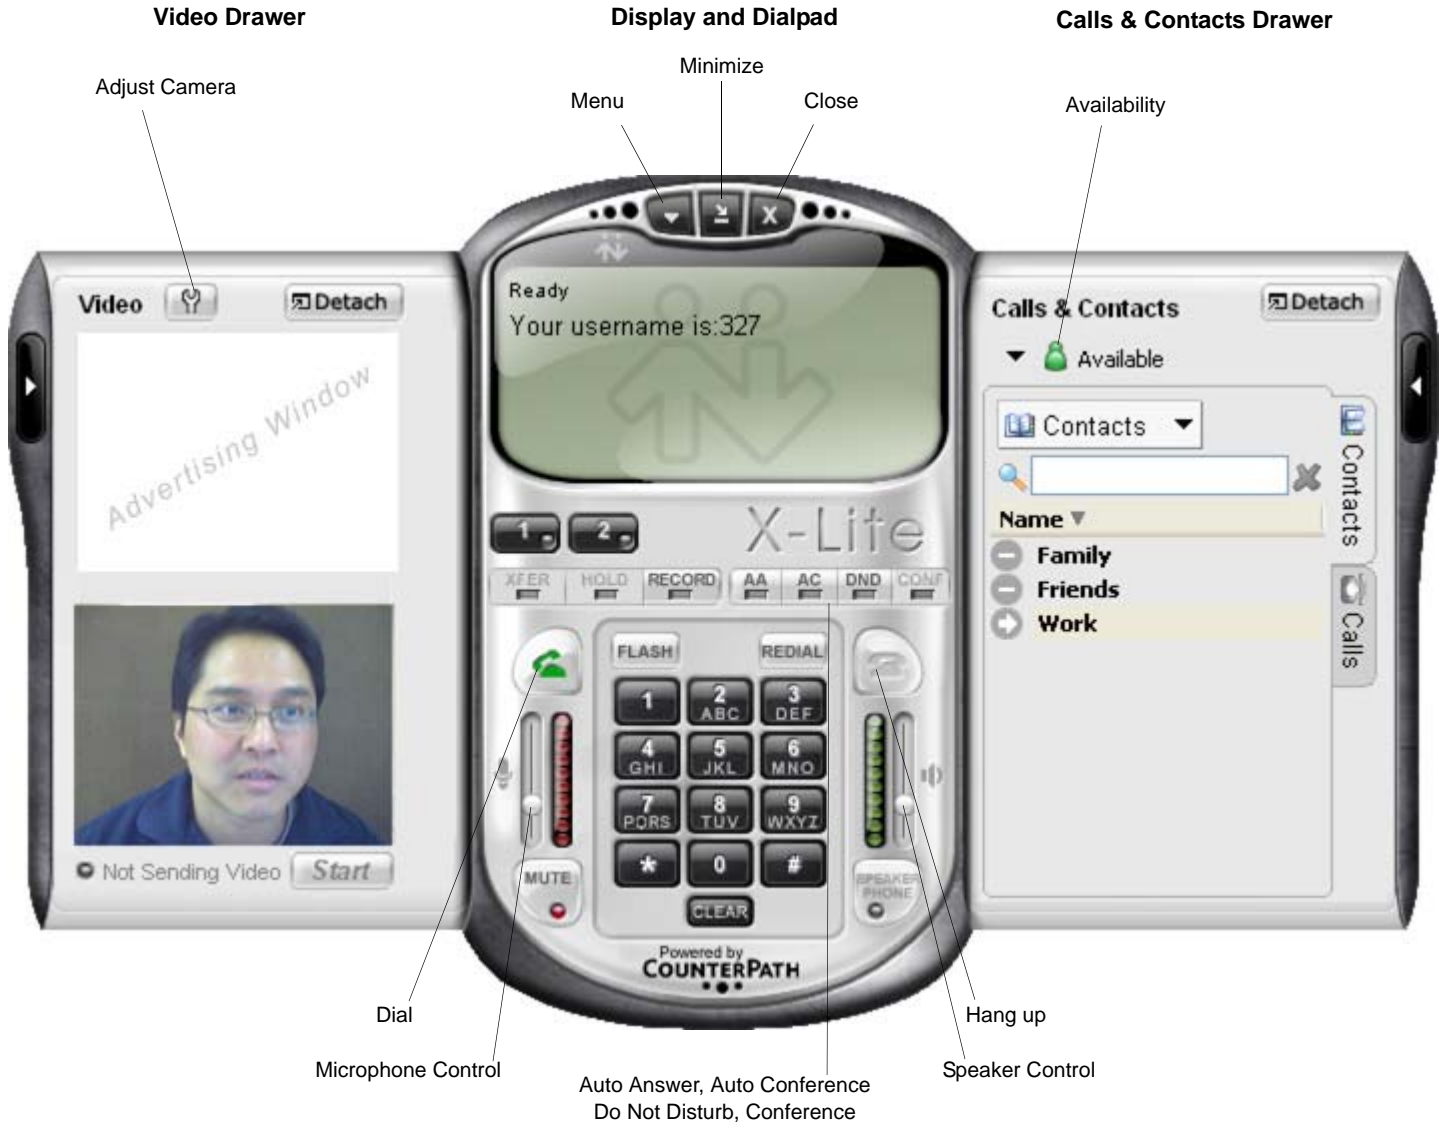 Video Drawer
Display and Dialpad
Calls & Contacts Drawer
Adjust Camera
Menu
Minimize
Close
Availability
Video
Detach
Advertising Window
Not Sending Video
Start
X
Ready
Your username is:327
X-Lite
1 2
XFER HOLD RECORD AA AC DND CONF
FLASH REDIAL
1 2 ABC 3 DEF
4 GHI 5 JKL 6 MNO
7 PQRS 8 TUV 9 WXYZ
* 0 #
CLEAR
MUTE
SPEAKER
PHONE
Powered by
COUNTERPATH
Calls & Contacts
Detach
Available
Contacts
Name
Family
Friends
Work
Contacts
Calls
Dial
Microphone Control
Auto Answer, Auto Conference
Do Not Disturb, Conference
Hang up
Speaker Control